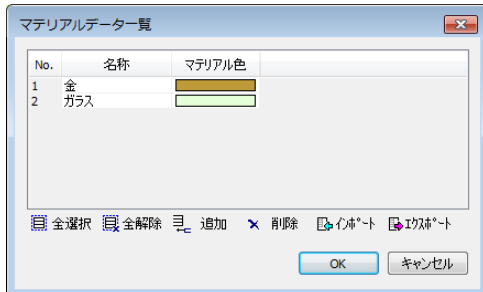 マテリアルデーター覧
No. 名称 マテリアル色
1 金
2 ガラス
全選択 全解除 追加 削除 ｲﾝﾎﾟｰﾄ ｴｸｽﾎﾟｰﾄ
OK キャンセル